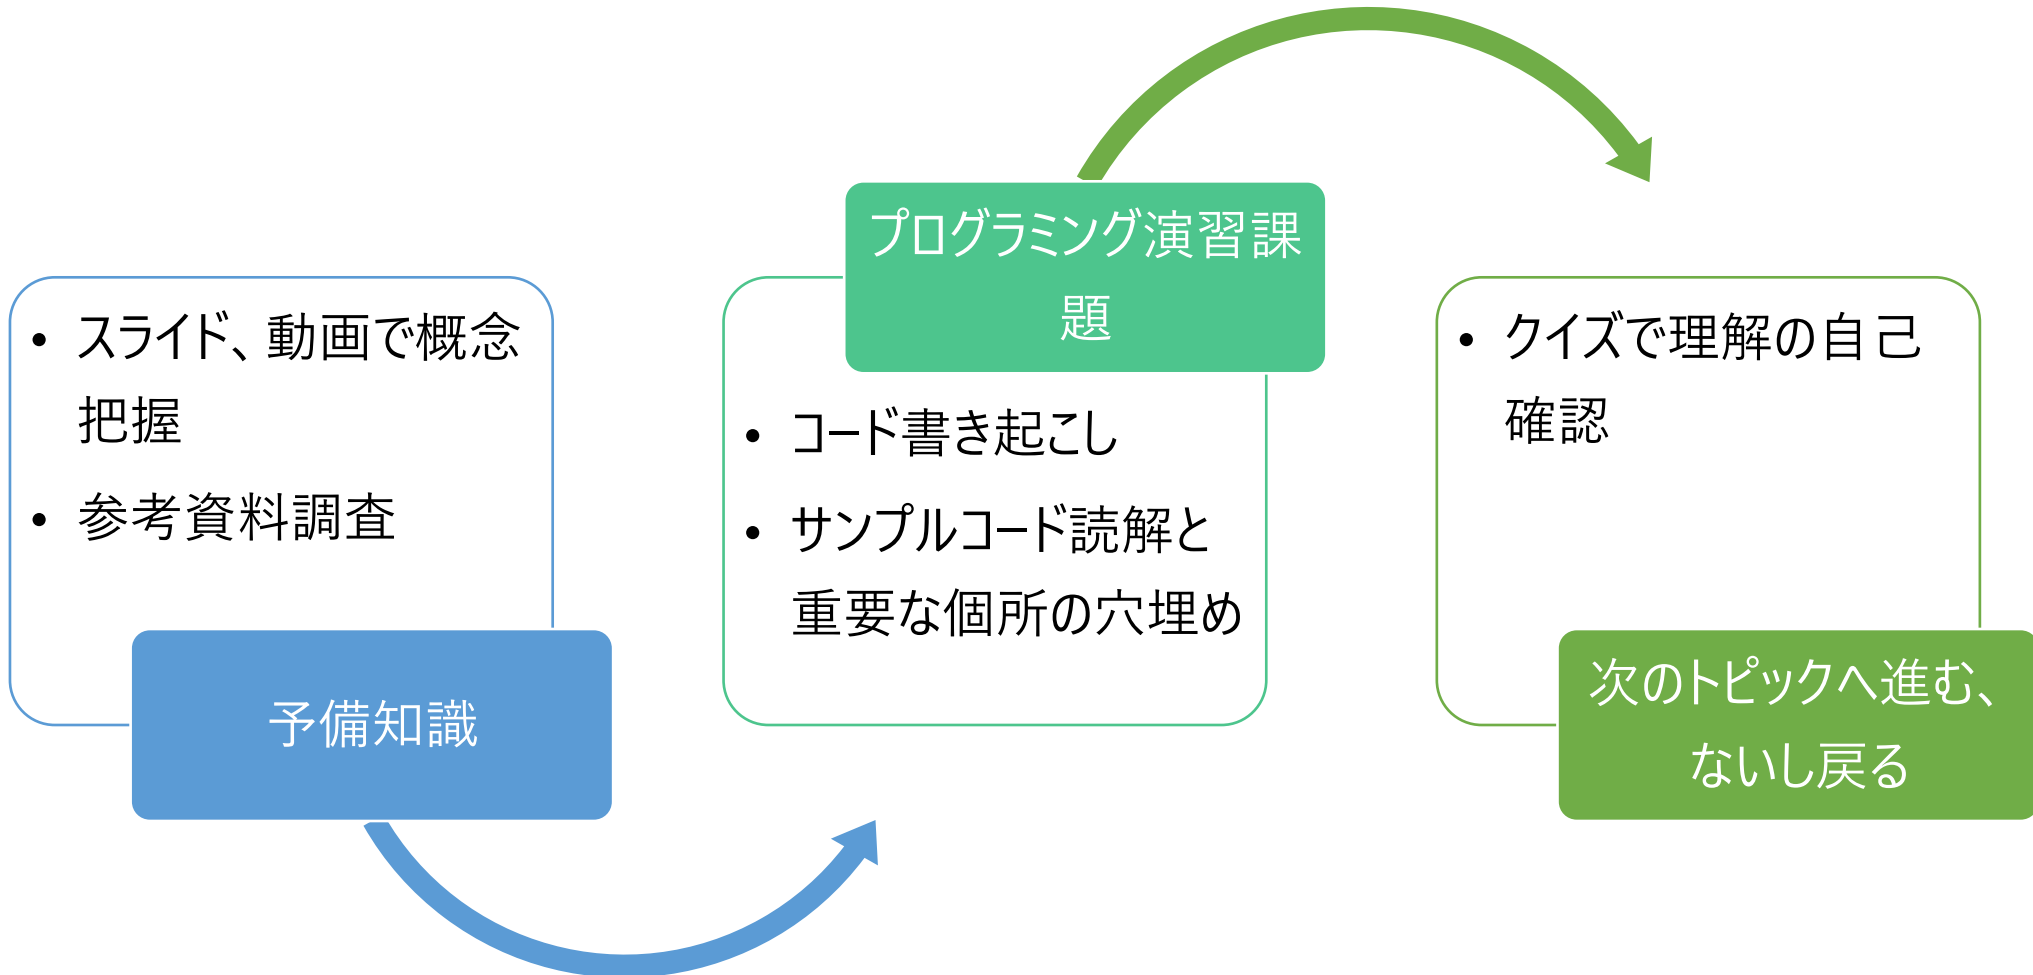 • スライド、動画で概念
把握
• 参考資料調査
予備知識
プログラミング演習課
題
• コード書き起こし
• サンプルコード読解と
重要な個所の穴埋め
• クイズで理解の自己
確認
次のトピックへ進む、
ないし戻る